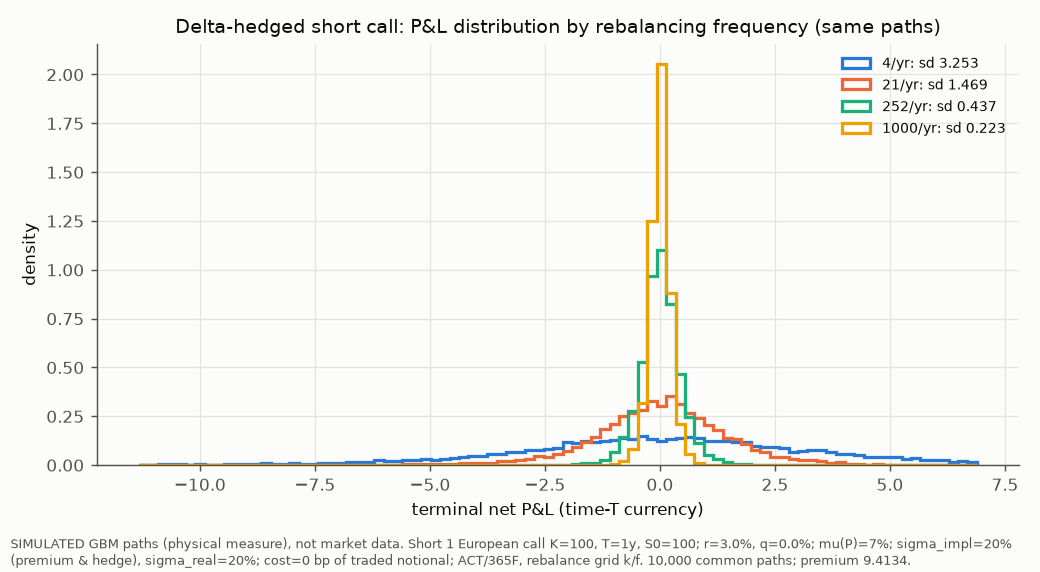 Delta-hedged short call: P&L distribution by rebalancing frequency (same paths)
4/yr: sd 3.253
21/yr: sd 1.469
252/yr: sd 0.437
1000/yr: sd 0.223
density
2.00
1.75
1.50
1.25
1.00
0.75
0.50
0.25
0.00
−10.0
−7.5
−5.0
−2.5
0.0
2.5
5.0
7.5
terminal net P&L (time-T currency)
SIMULATED GBM paths (physical measure), not market data. Short 1 European call K=100, T=1y, S0=100; r=3.0%, q=0.0%; mu(P)=7%; sigma_impl=20%
(premium & hedge), sigma_real=20%; cost=0 bp of traded notional; ACT/365F, rebalance grid k/f. 10,000 common paths; premium 9.4134.